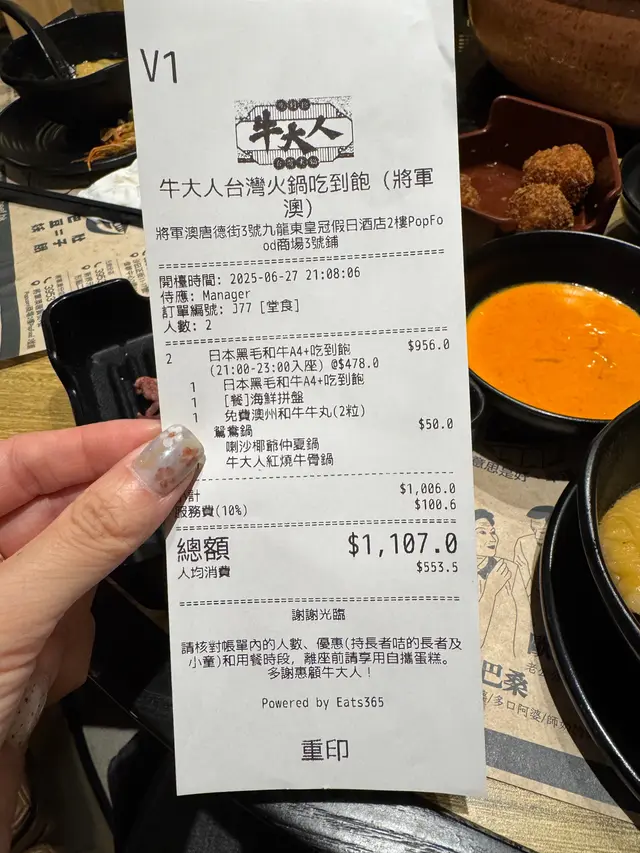 V1
牛大人
牛大人台灣火鍋吃到飽（將軍
澳）
將軍澳唐德街3號九龍東皇冠假日酒店2樓PopFo
od商場3號鋪
開檯時間: 2025-06-27 21:08:06
侍應: Manager
訂單編號: J77 [堂食]
人數: 2
2 日本黑毛和牛A4+吃到飽 $956.0
(21:00-23:00入座) @$478.0
1 日本黑毛和牛A4+吃到飽
1 [餐]海鮮拼盤
1 免費澳州和牛牛丸(2粒)
鴛鴦鍋 $50.0
喇沙椰爺仲夏鍋
牛大人紅燒牛骨鍋
計 $1,006.0
服務費(10%) $100.6
總額 $1,107.0
人均消費 $553.5
謝謝光臨
請核對帳單內的人數、優惠(持長者咭的長者及
小童)和用餐時段，離座前請享用自攜蛋糕。
多謝惠顧牛大人！
Powered by Eats365
重印
巴桑